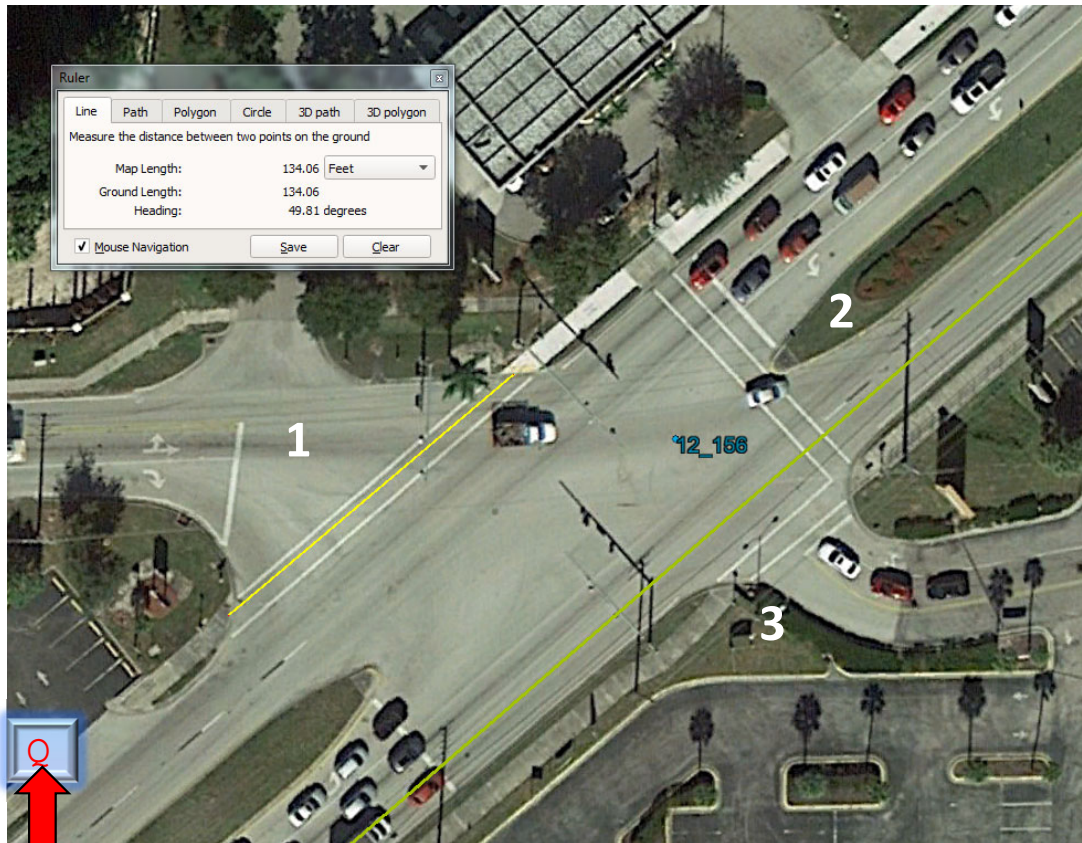 Ruler
Line Path Polygon Circle 3D path 3D polygon
Measure the distance between two points on the ground
Map Length: 134.06 Feet
Ground Length: 134.06
Heading: 49.81 degrees
Mouse Navigation Save Clear
2
1
12_156
3
Q